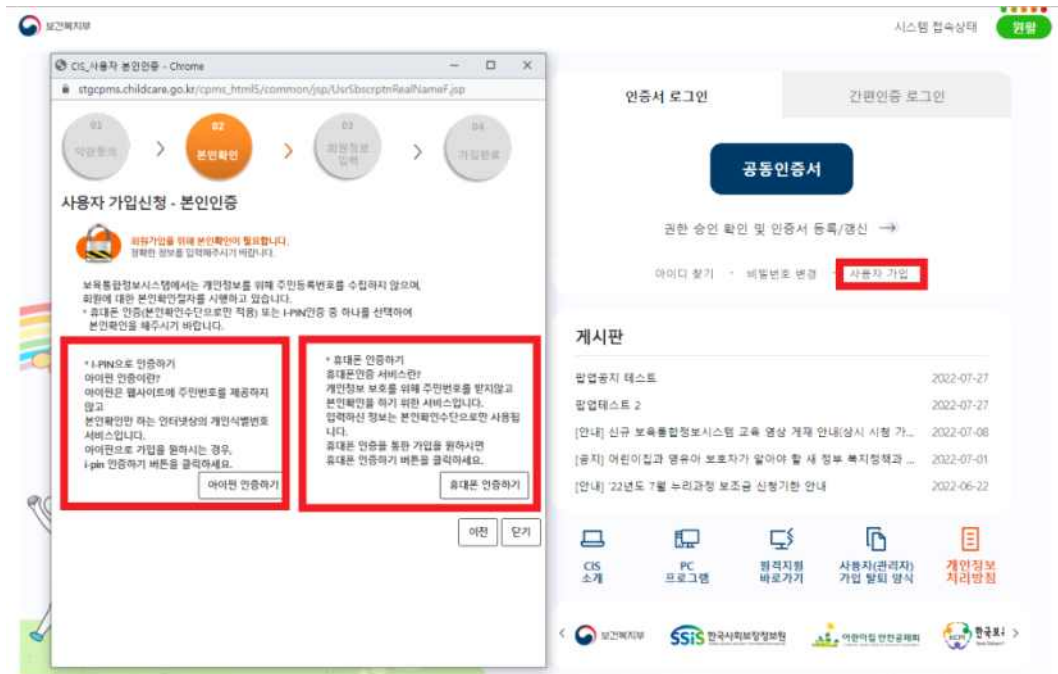 보건복지부
시스템 접속상태
원활
CIS_사용자 본인인증 - Chrome
stgcpms.childcare.go.kr/cpms_html5/common/jsp/UsrSbscrptnRealNameF.jsp
01
약관동의
02
본인확인
03
회원정보
입력
04
가입완료
사용자 가입신청 - 본인인증
회원가입을 위해 본인확인이 필요합니다.
정확한 정보를 입력해주시기 바랍니다.
보육통합정보시스템에서는 개인정보를 위해 주민등록번호를 수집하지 않으며,
회원에 대한 본인확인절차를 시행하고 있습니다.
* 휴대폰 인증(본인확인수단으로만 적용) 또는 I-PIN인증 중 하나를 선택하여
본인확인을 해주시기 바랍니다.
* I-PIN으로 인증하기
아이핀 인증이란?
아이핀은 웹사이트에 주민번호를 제공하지
않고
본인확인만 하는 인터넷상의 개인식별번호
서비스입니다.
아이핀으로 가입을 원하시는 경우,
i-pin 인증하기 버튼을 클릭하세요.
아이핀 인증하기
* 휴대폰 인증하기
휴대폰인증 서비스란?
개인정보 보호를 위해 주민번호를 받지않고
본인확인을 하기 위한 서비스입니다.
입력하신 정보는 본인확인수단으로만 사용됩
니다.
휴대폰 인증을 통한 가입을 원하시면
휴대폰 인증하기 버튼을 클릭하세요.
휴대폰 인증하기
이전
닫기
인증서 로그인
간편인증 로그인
공동인증서
권한 승인 확인 및 인증서 등록/갱신 →
아이디 찾기 · 비밀번호 변경 · 사용자 가입
게시판
팝업공지 테스트 2022-07-27
팝업테스트 2 2022-07-27
[안내] 신규 보육통합정보시스템 교육 영상 게재 안내(상시 시청 가... 2022-07-08
[공지] 어린이집과 영유아 보호자가 알아야 할 새 정부 복지정책과 ... 2022-07-01
[안내] '22년도 7월 누리과정 보조금 신청기한 안내 2022-06-22
CIS
소개
PC
프로그램
원격지원
바로가기
사용자(관리자)
가입 탈퇴 양식
개인정보
처리방침
보건복지부
SSiS 한국사회보장정보원
어린이집안전공제회
KCPI